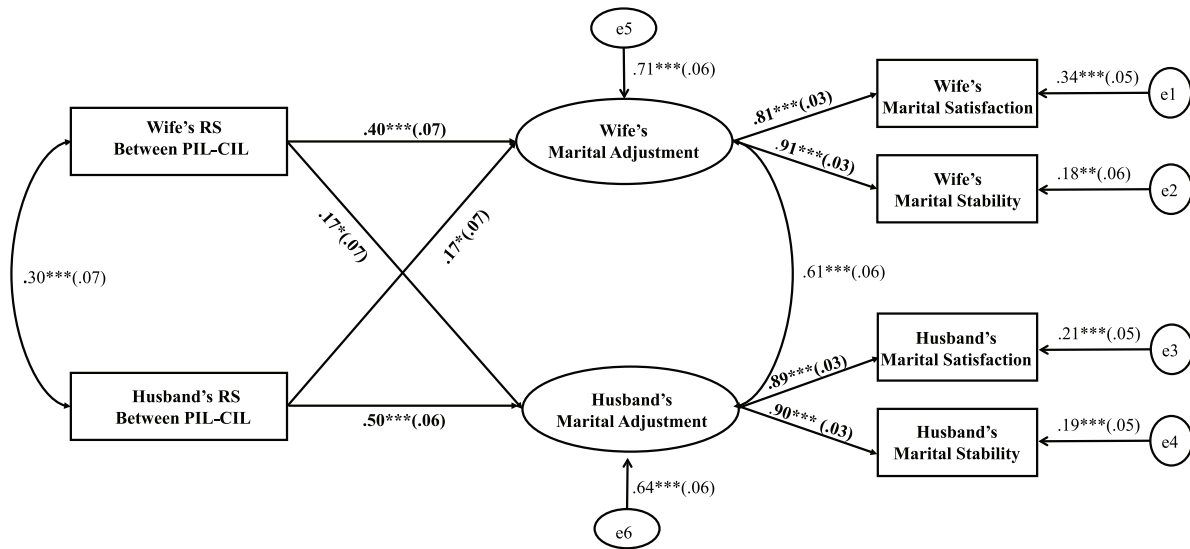 e5
.71***(.06)
Wife's
Marital Satisfaction
.34***(.05)
e1
Wife's RS
Between PIL-CIL
.40***(.07)
Wife's
Marital Adjustment
.81***(.03)
.91***(.03)
Wife's
Marital Stability
.18**(.06)
e2
.17*(.07)
.17*(.07)
.30***(.07)
.61***(.06)
Husband's
Marital Satisfaction
.21***(.05)
e3
Husband's RS
Between PIL-CIL
.50***(.06)
Husband's
Marital Adjustment
.89***(.03)
.90***(.03)
Husband's
Marital Stability
.19***(.05)
e4
.64***(.06)
e6